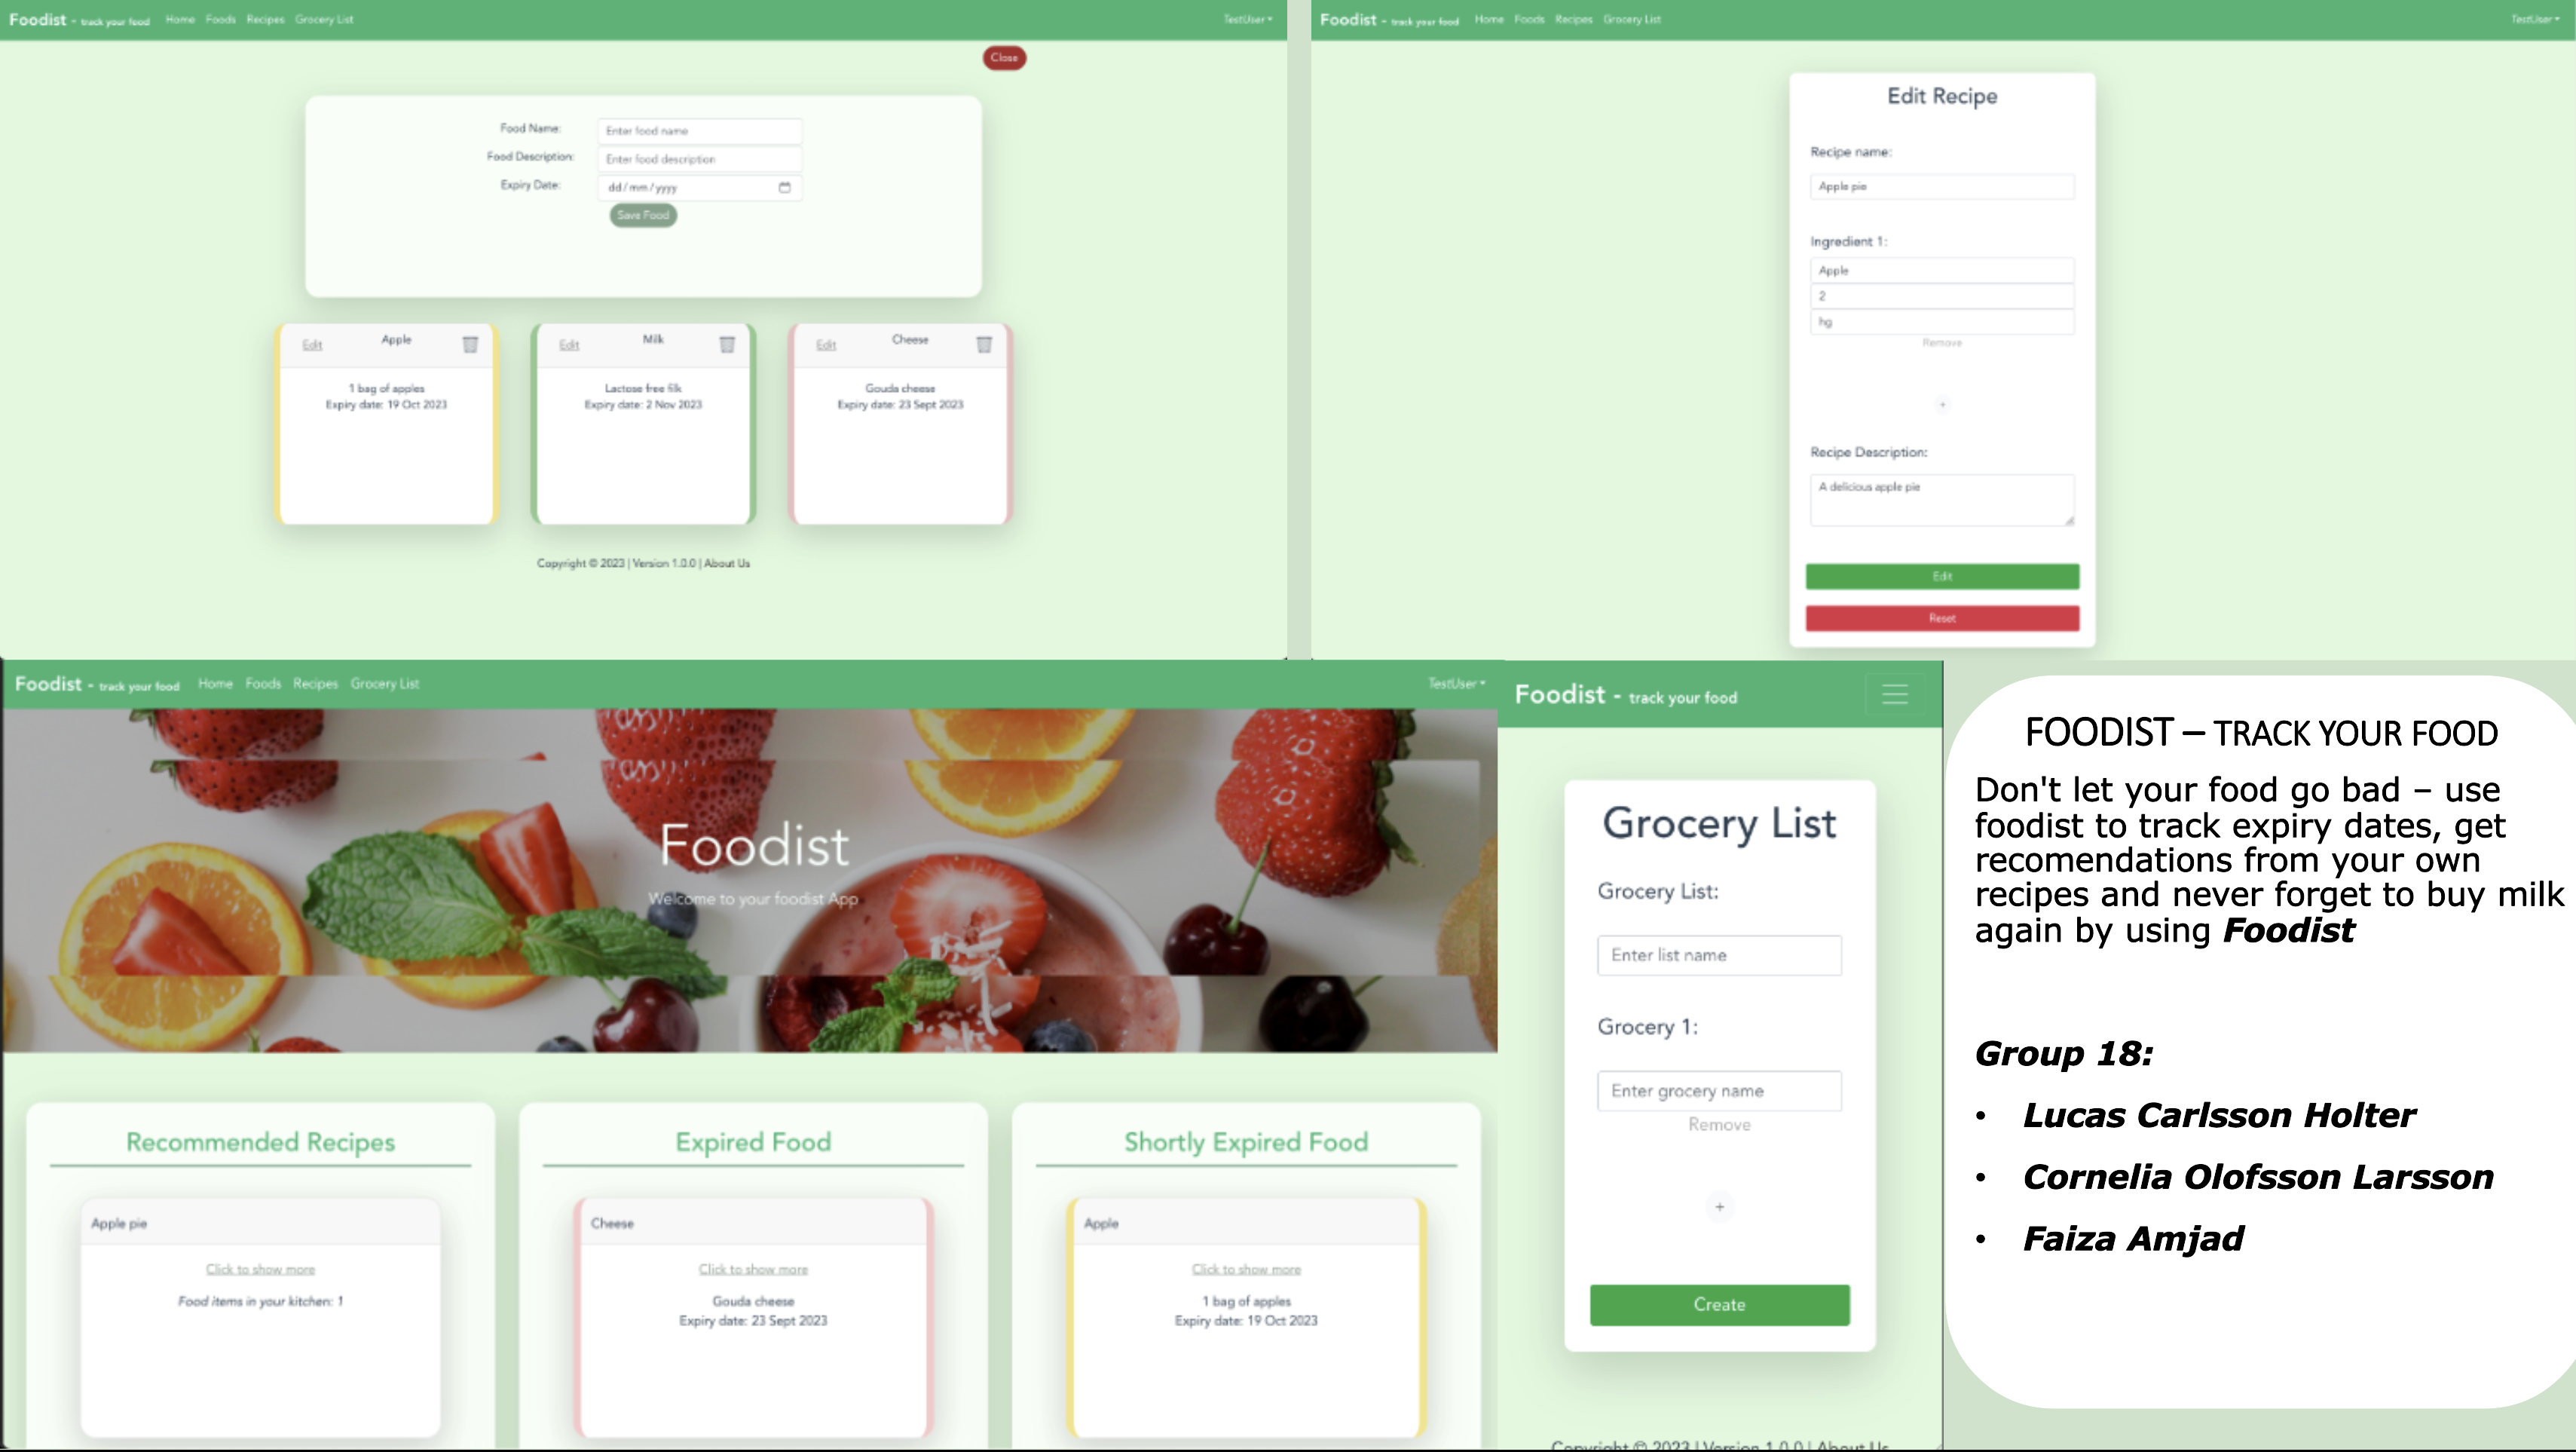 Foodist - track your food Home Foods Recipes Grocery List TestUser
Close
Food Name: Enter food name
Food Description: Enter food description
Expiry Date: dd/mm/yyyy
Save Food
Edit Apple
1 bag of apples
Expiry date: 19 Oct 2023
Edit Milk
Lactose free filk
Expiry date: 2 Nov 2023
Edit Cheese
Gouda cheese
Expiry date: 23 Sept 2023
Copyright © 2023 | Version 1.0.0 | About Us
Foodist - track your food Home Foods Recipes Grocery List TestUser
Edit Recipe
Recipe name:
Apple pie
Ingredient 1:
Apple
2
hg
Remove
+
Recipe Description:
A delicious apple pie
Edit
Reset
Foodist - track your food Home Foods Recipes Grocery List TestUser
Foodist
Welcome to your foodist App
Recommended Recipes
Apple pie
Click to show more
Food items in your kitchen: 1
Expired Food
Cheese
Click to show more
Gouda cheese
Expiry date: 23 Sept 2023
Shortly Expired Food
Apple
Click to show more
1 bag of apples
Expiry date: 19 Oct 2023
Foodist - track your food
Grocery List
Grocery List:
Enter list name
Grocery 1:
Enter grocery name
Remove
+
Create
Copyright © 2023 | Version 1.0.0 | About Us
FOODIST – TRACK YOUR FOOD
Don't let your food go bad – use
foodist to track expiry dates, get
recomendations from your own
recipes and never forget to buy milk
again by using Foodist
Group 18:
• Lucas Carlsson Holter
• Cornelia Olofsson Larsson
• Faiza Amjad